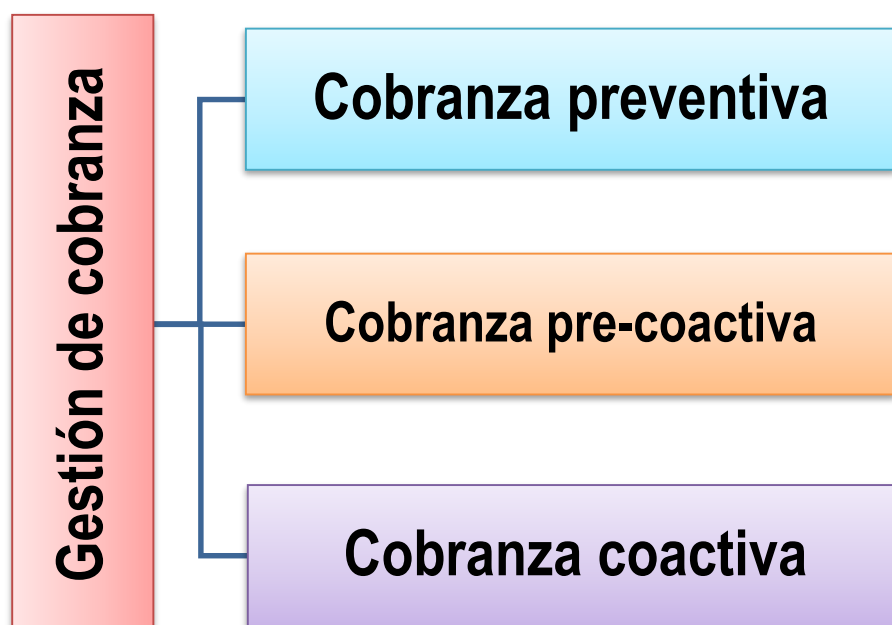 Gestión de cobranza
Cobranza preventiva
Cobranza pre-coactiva
Cobranza coactiva